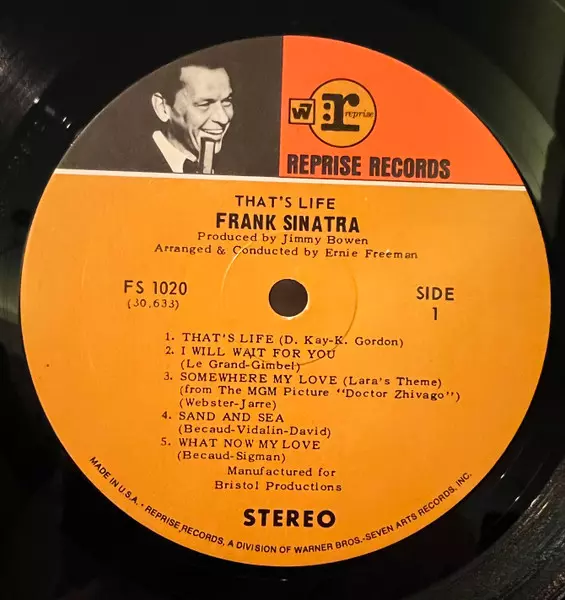 W7 r: reprise
REPRISE RECORDS
THAT'S LIFE
FRANK SINATRA
Produced by Jimmy Bowen
Arranged & Conducted by Ernie Freeman
FS 1020
(30,633)
SIDE
1
1. THAT'S LIFE (D. Kay-K. Gordon)
2. I WILL WAIT FOR YOU
(Le Grand-Gimbel)
3. SOMEWHERE MY LOVE (Lara's Theme)
(from The MGM Picture "Doctor Zhivago")
(Webster-Jarre)
4. SAND AND SEA
(Becaud-Vidalin-David)
5. WHAT NOW MY LOVE
(Becaud-Sigman)
Manufactured for
Bristol Productions
STEREO
MADE IN U.S.A. • REPRISE RECORDS, A DIVISION OF WARNER BROS.-SEVEN ARTS RECORDS, INC.